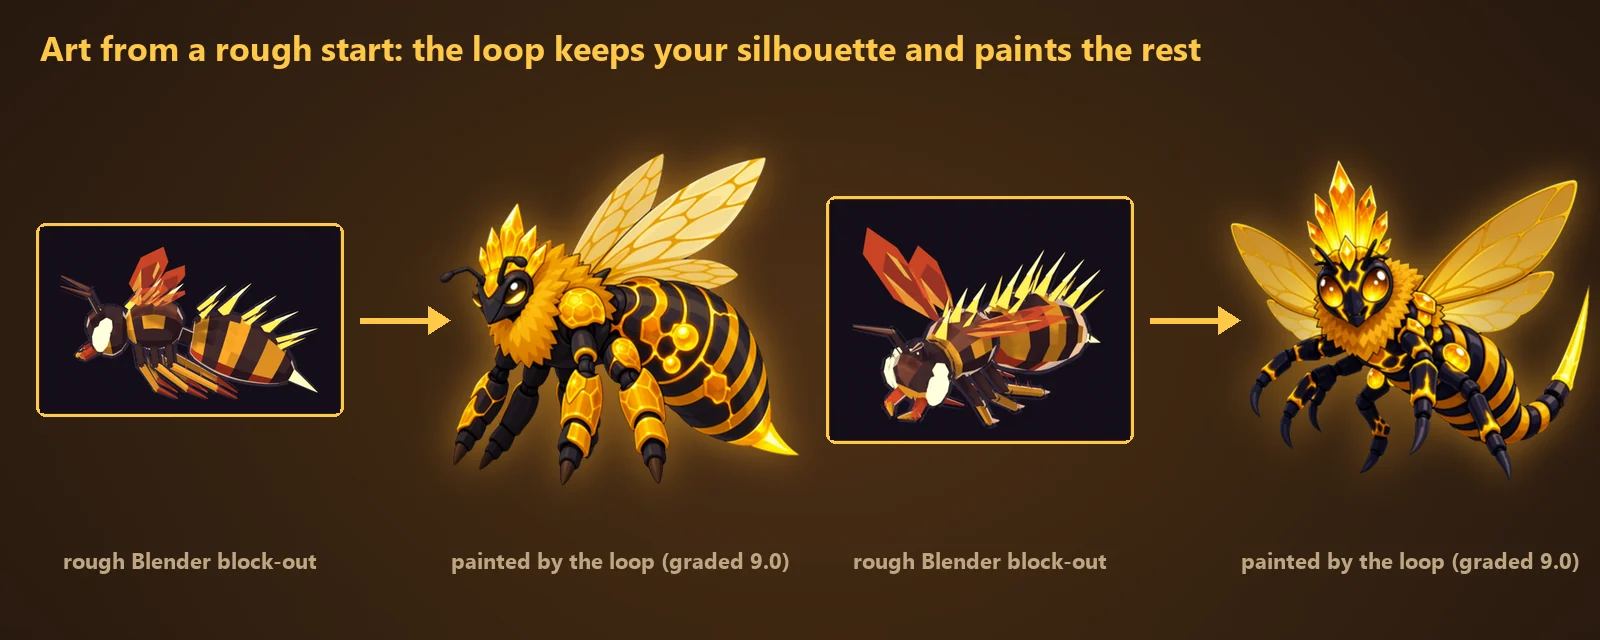 Art from a rough start: the loop keeps your silhouette and paints the rest
rough Blender block-out
painted by the loop (graded 9.0)
rough Blender block-out
painted by the loop (graded 9.0)